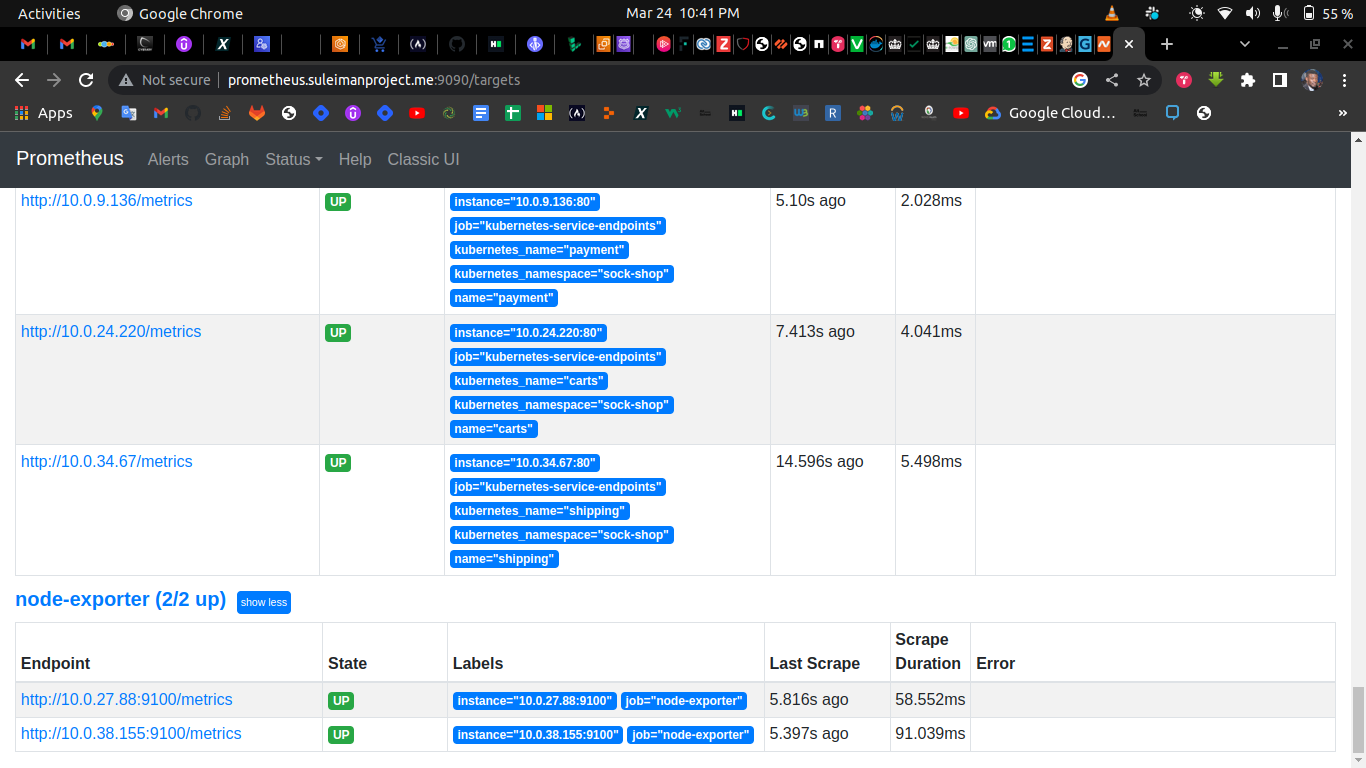 Activities Google Chrome Mar 24 10:41 PM 55 %
Not secure prometheus.suleimanproject.me:9090/targets
Apps Google Cloud... »
Prometheus Alerts Graph Status Help Classic UI
http://10.0.9.136/metrics UP instance="10.0.9.136:80" 5.10s ago 2.028ms
job="kubernetes-service-endpoints"
kubernetes_name="payment"
kubernetes_namespace="sock-shop"
name="payment"
http://10.0.24.220/metrics UP instance="10.0.24.220:80" 7.413s ago 4.041ms
job="kubernetes-service-endpoints"
kubernetes_name="carts"
kubernetes_namespace="sock-shop"
name="carts"
http://10.0.34.67/metrics UP instance="10.0.34.67:80" 14.596s ago 5.498ms
job="kubernetes-service-endpoints"
kubernetes_name="shipping"
kubernetes_namespace="sock-shop"
name="shipping"
node-exporter (2/2 up) show less
Endpoint State Labels Last Scrape Scrape Duration Error
http://10.0.27.88:9100/metrics UP instance="10.0.27.88:9100" job="node-exporter" 5.816s ago 58.552ms
http://10.0.38.155:9100/metrics UP instance="10.0.38.155:9100" job="node-exporter" 5.397s ago 91.039ms